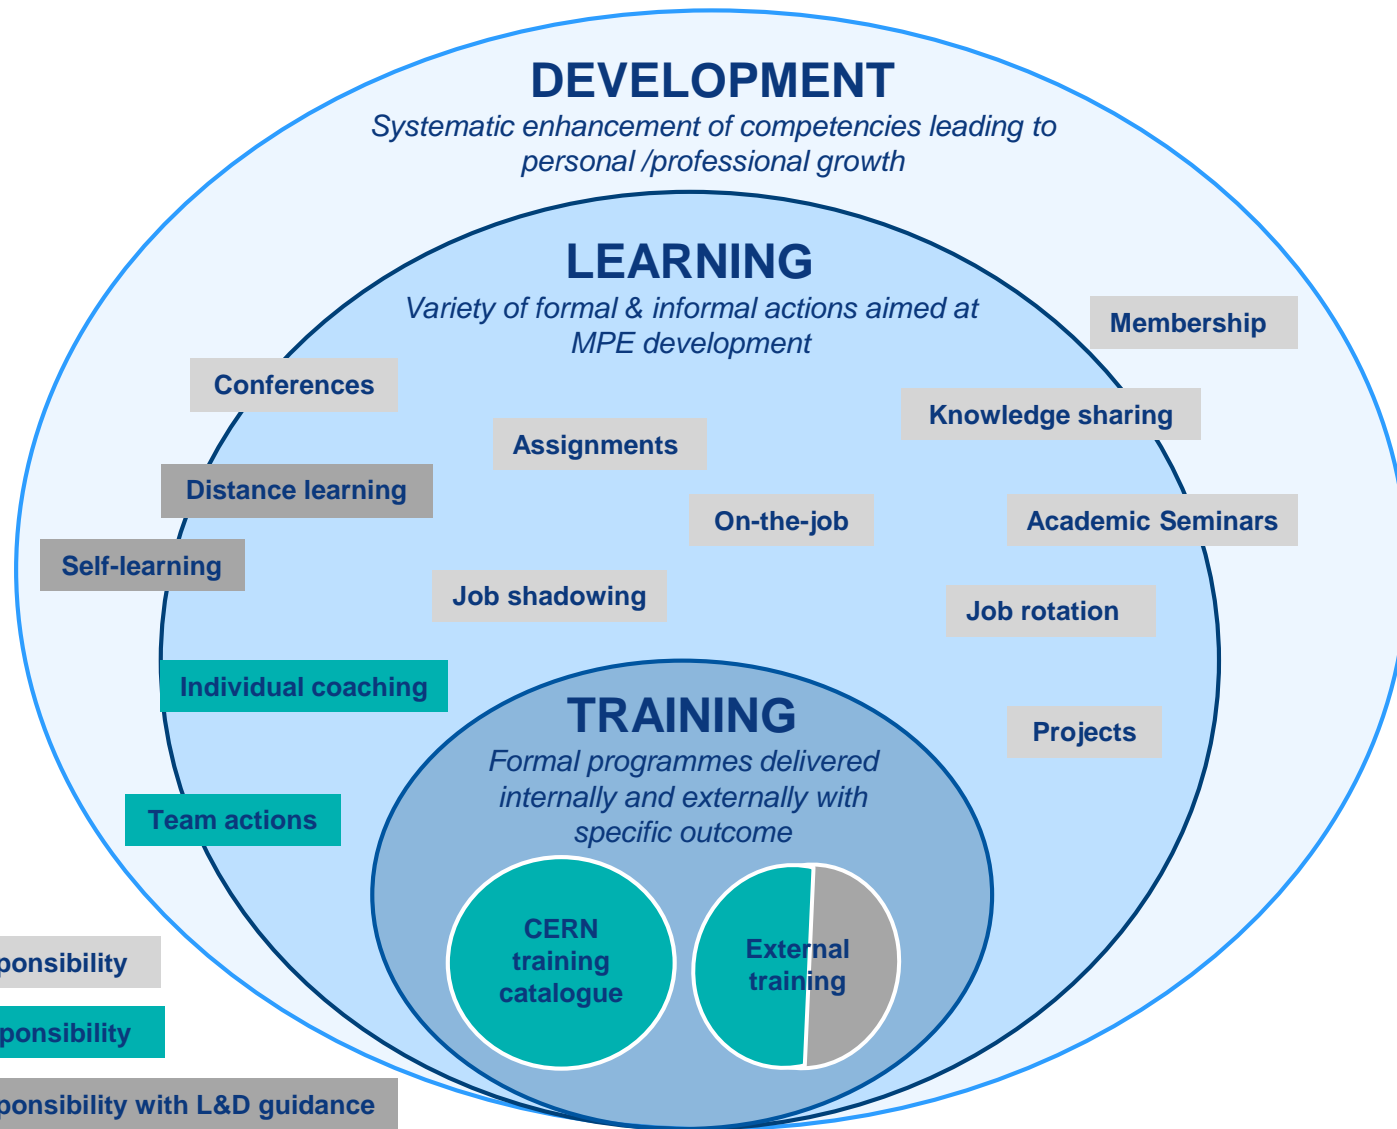 DEVELOPMENT
Systematic enhancement of competencies leading to
personal /professional growth
LEARNING
Variety of formal & informal actions aimed at
MPE development
Membership
Conferences
Knowledge sharing
Assignments
Distance learning
On-the-job
Academic Seminars
Self-learning
Job shadowing
Job rotation
Individual coaching
TRAINING
Formal programmes delivered
internally and externally with
specific outcome
Projects
Team actions
CERN
training
catalogue
External
training
ponsibility
ponsibility
ponsibility with L&D guidance